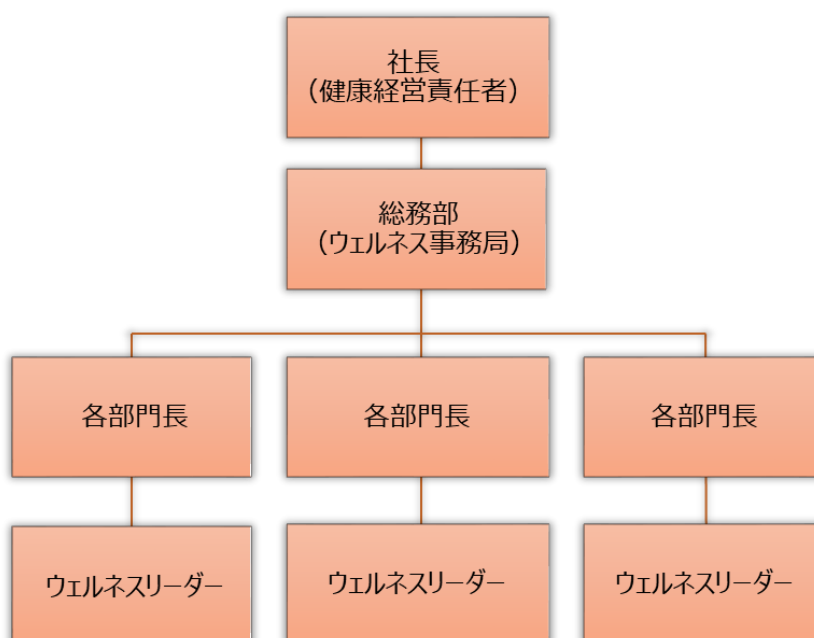 社長
（健康経営責任者）
総務部
（ウェルネス事務局）
各部門長
各部門長
各部門長
ウェルネスリーダー
ウェルネスリーダー
ウェルネスリーダー